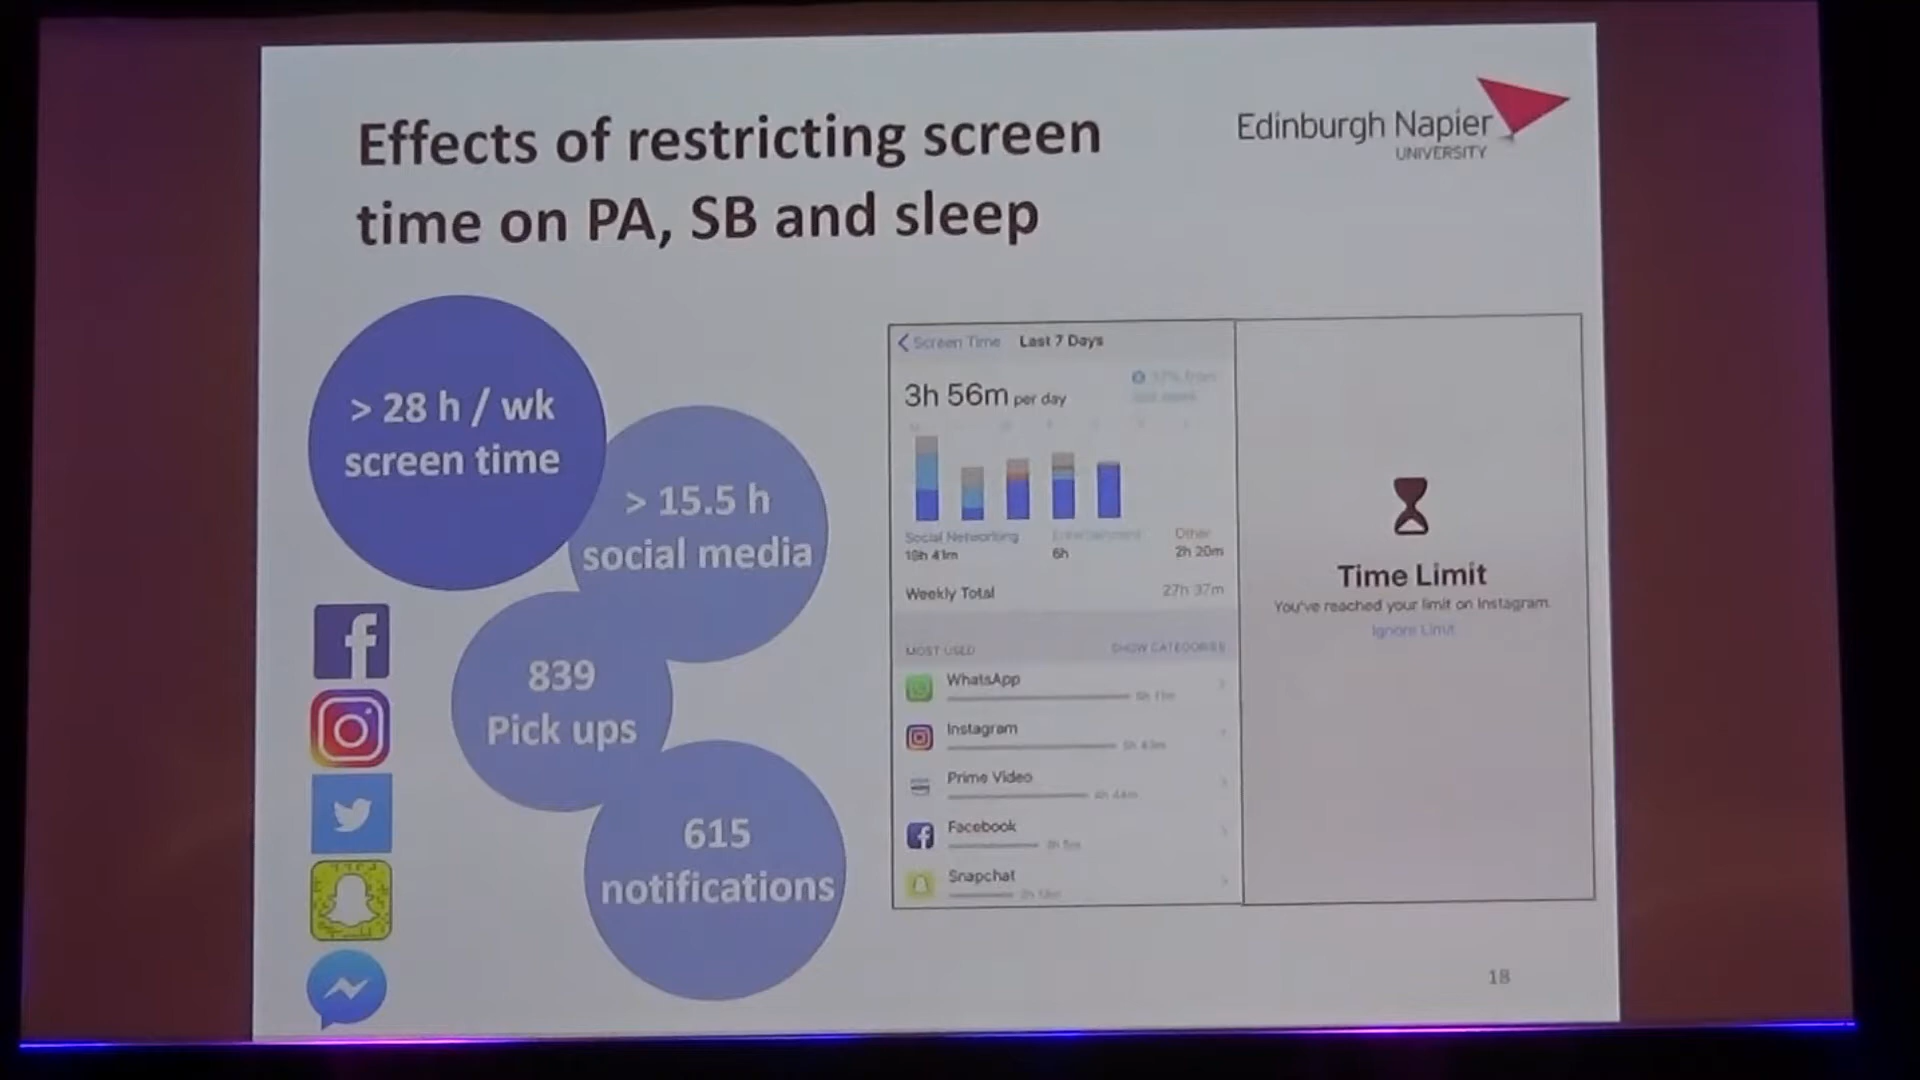 Effects of restricting screen
time on PA, SB and sleep
Edinburgh Napier
UNIVERSITY
> 28 h / wk
screen time
> 15.5 h
social media
839
Pick ups
615
notifications
Screen Time Last 7 Days
3h 56m per day
Social Networking
Entertainment
Other
6h
2h 20m
Weekly Total 27h 37m
MOST USED SHOW CATEGORIES
WhatsApp
Instagram
Prime Video
Facebook
Snapchat
Time Limit
You've reached your limit on Instagram.
Ignore Limit
18